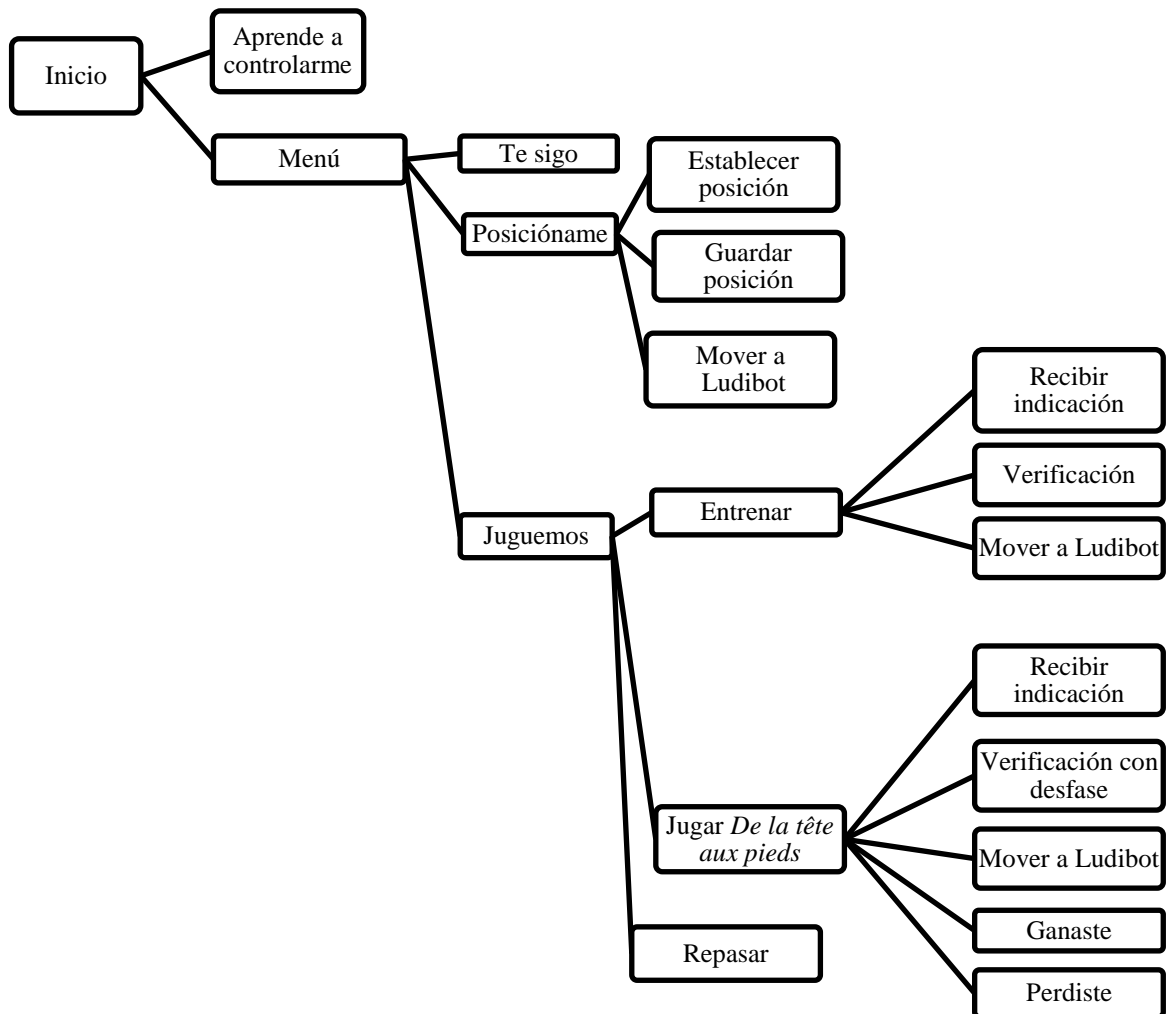 Inicio
Aprende a
controlarme
Menú
Te sigo
Posicióname
Establecer
posición
Guardar
posición
Mover a
Ludibot
Juguemos
Entrenar
Recibir
indicación
Verificación
Mover a Ludibot
Jugar De la tête
aux pieds
Recibir
indicación
Verificación con
desfase
Mover a Ludibot
Ganaste
Perdiste
Repasar